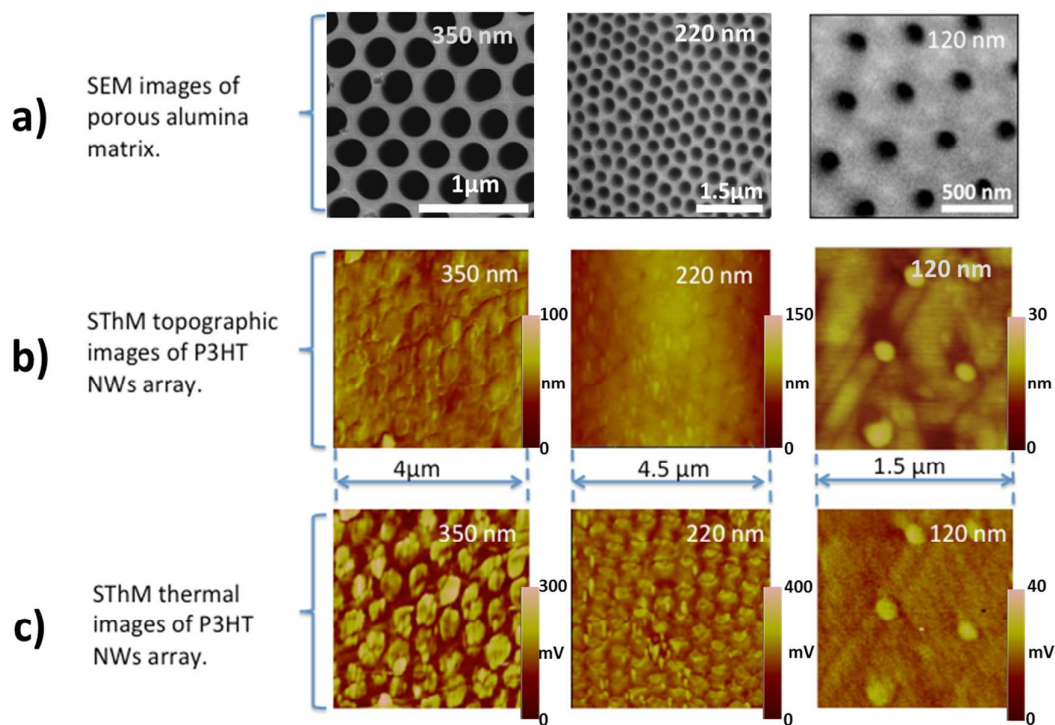 a)
SEM images of
porous alumina
matrix.
350 nm
1µm
220 nm
1.5µm
120 nm
500 nm
b)
SThM topographic
images of P3HT
NWs array.
350 nm
100
nm
0
220 nm
150
nm
0
120 nm
30
nm
0
4µm
4.5 µm
1.5 µm
c)
SThM thermal
images of P3HT
NWs array.
350 nm
300
mV
0
220 nm
400
mV
0
120 nm
40
mV
0